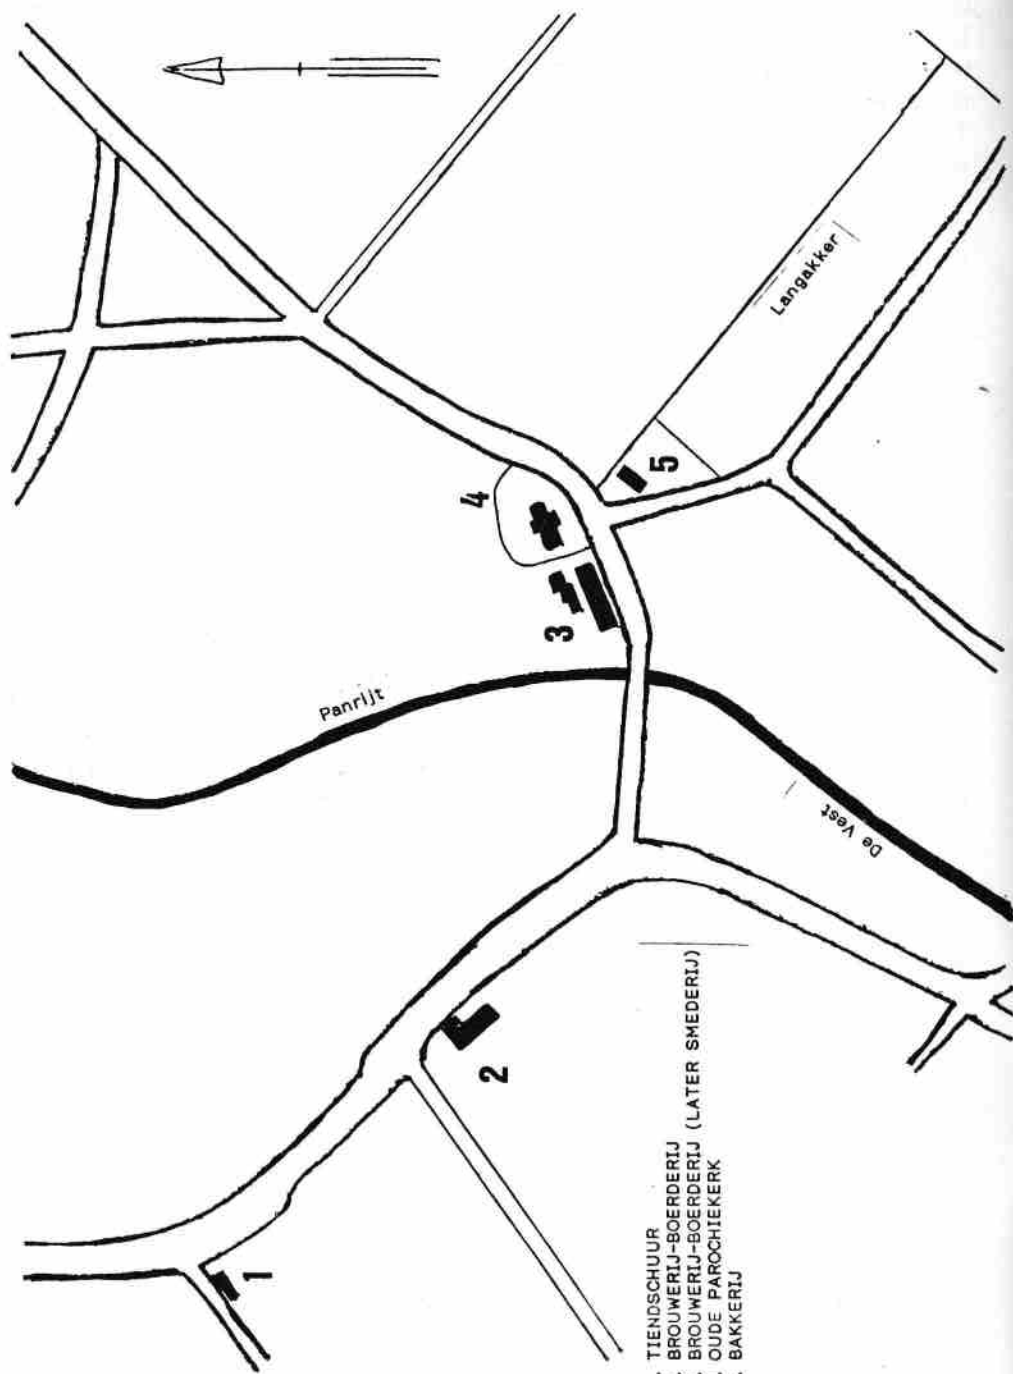 Langakker
4
5
3
Panrijt
De Vest
2
1
TIENDSCHUUR
BROUWERIJ-BOERDERIJ
BROUWERIJ-BOERDERIJ (LATER SMEDERIJ)
OUDE PAROCHIEKERK
BAKKERIJ